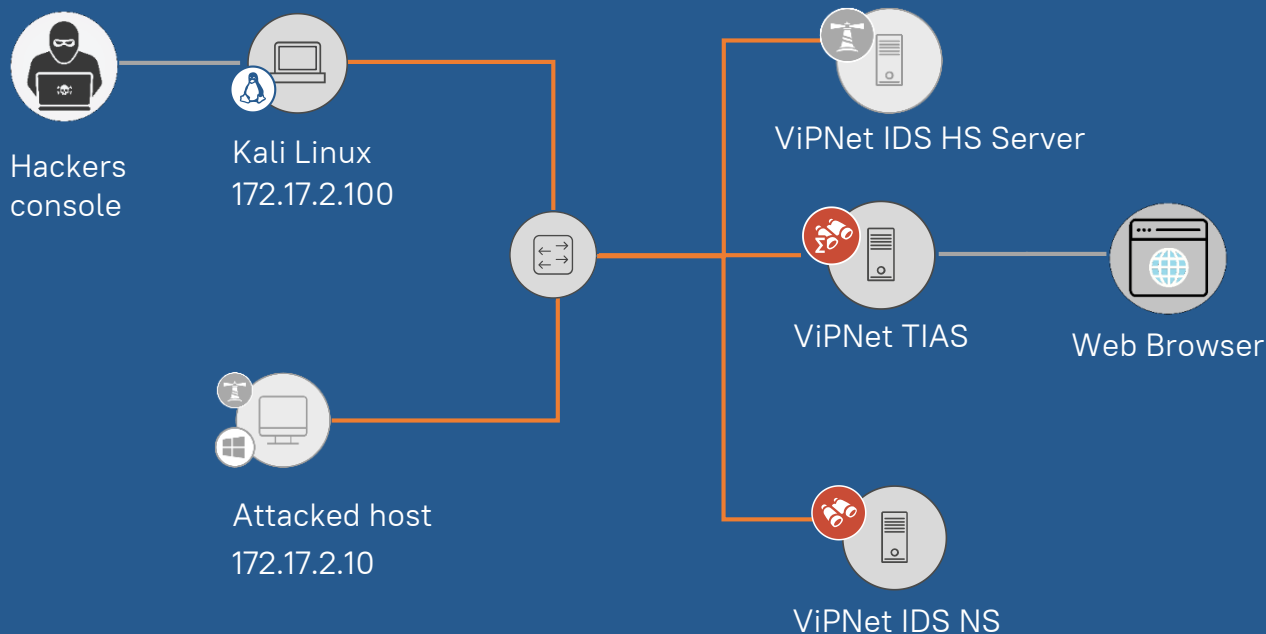 Hackers
console
Kali Linux
172.17.2.100
ViPNet IDS HS Server
Σ
ViPNet TIAS
Web Browser
Attacked host
172.17.2.10
ViPNet IDS NS